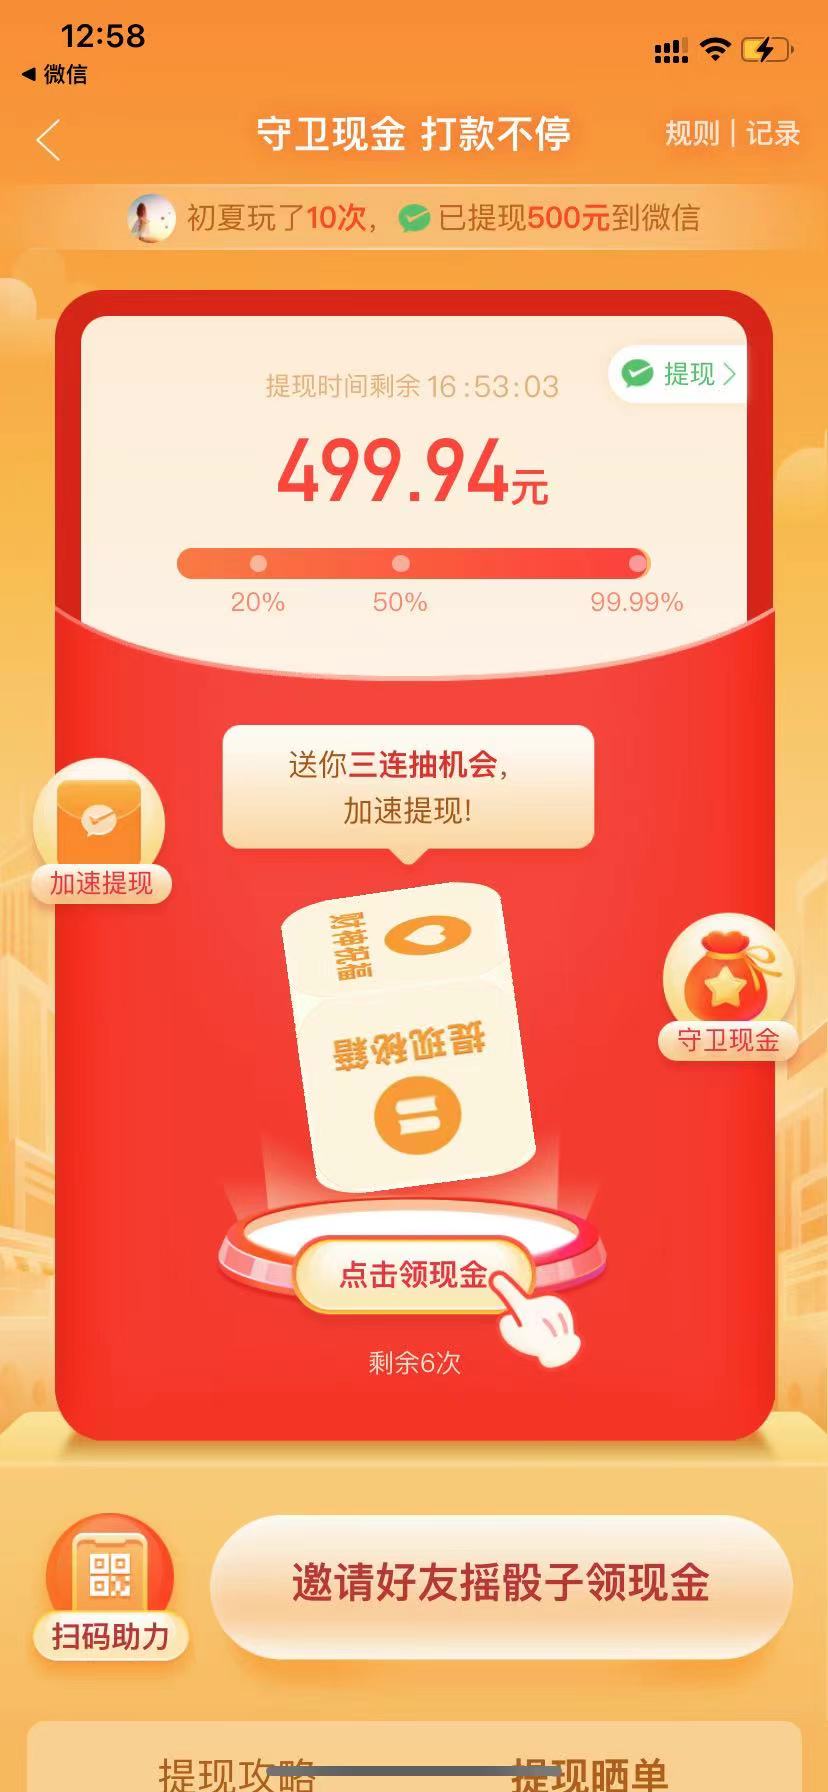 12:58
微信
守卫现金 打款不停
规则 | 记录
初夏玩了10次, 已提现500元到微信
提现时间剩余 16:53:03
提现
499.94元
20% 50% 99.99%
送你三连抽机会,
加速提现!
加速提现
财神祝福
提现秘籍
守卫现金
点击领现金
剩余6次
邀请好友摇骰子领现金
扫码助力
提现攻略 提现晒单